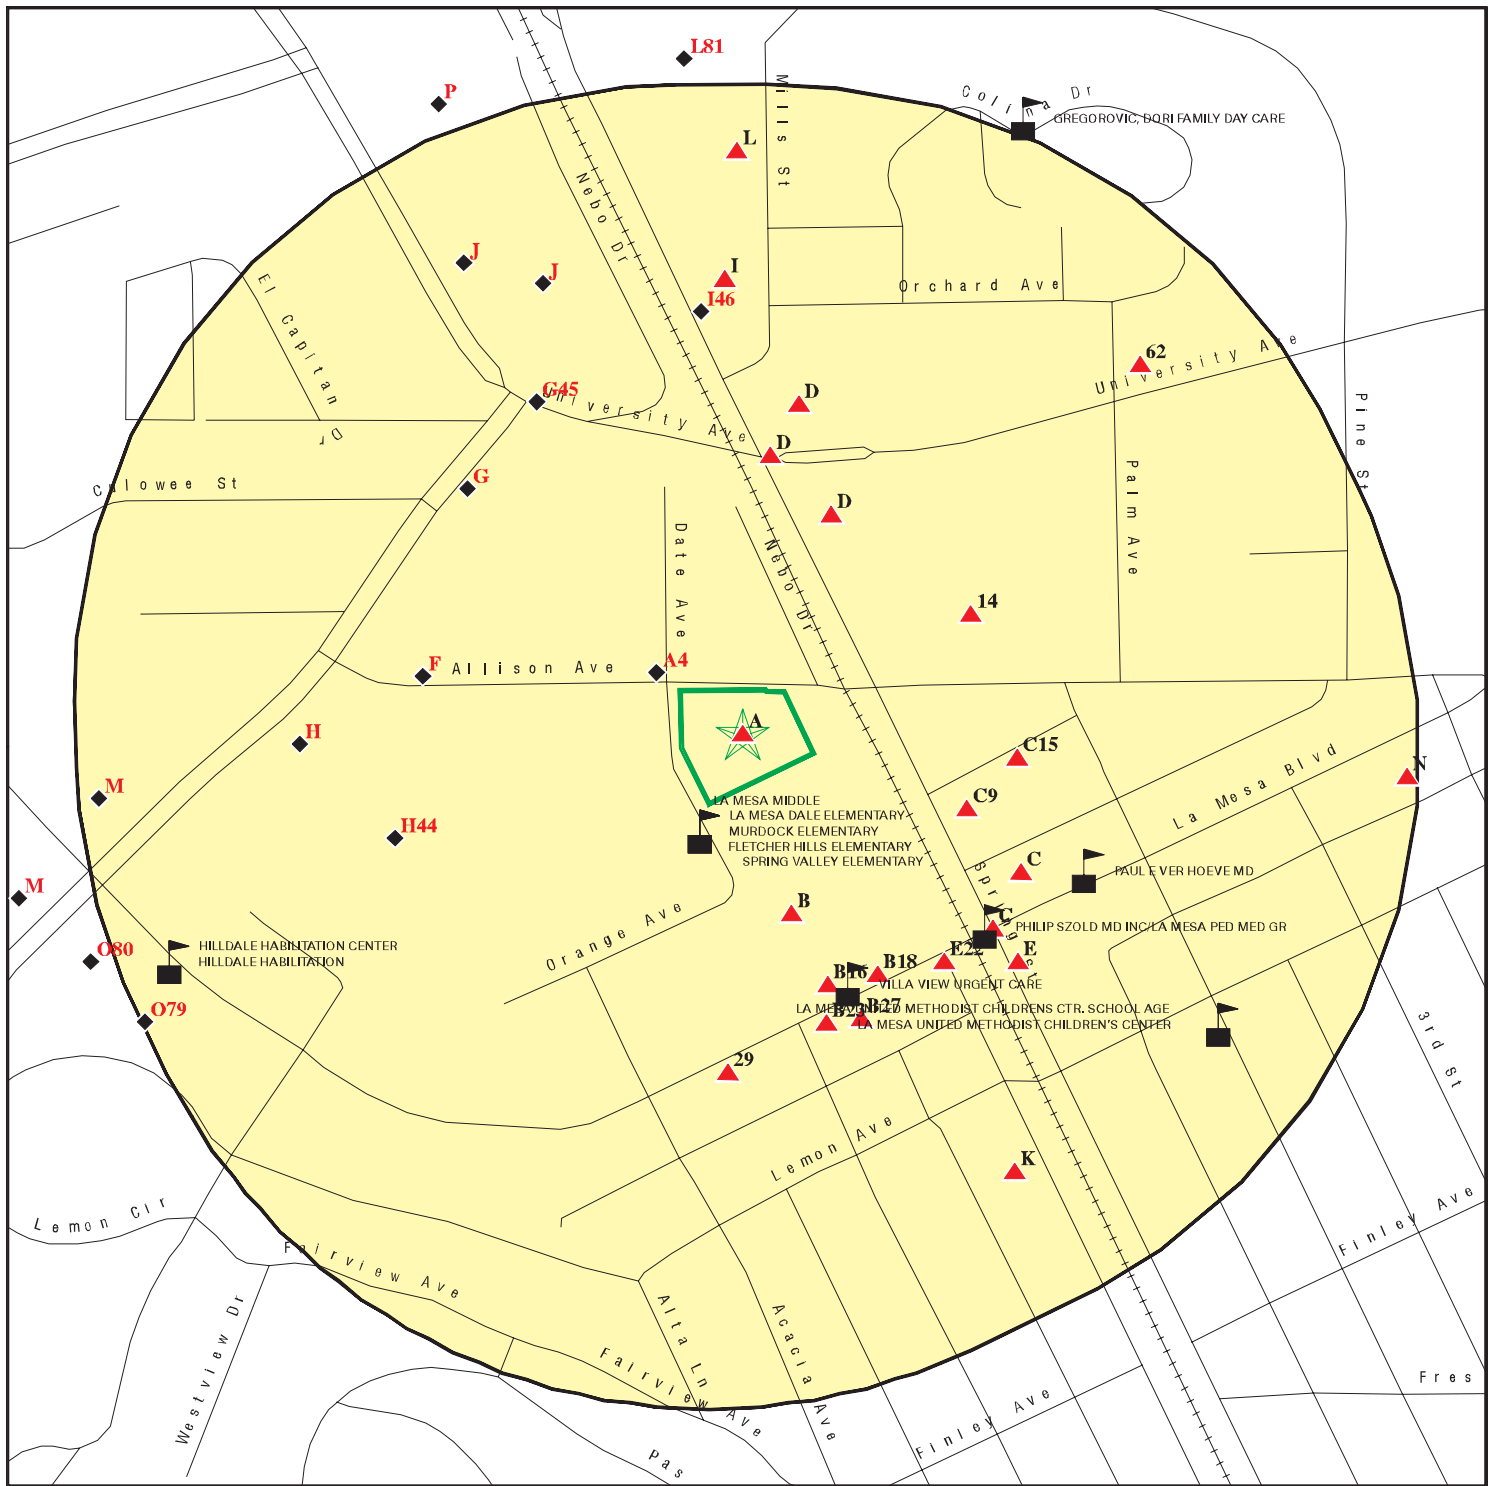 L81
P
Colina Dr
GREGOROVIC, DORI FAMILY DAY CARE
Mills St
L
Nebo Dr
J
J
I
I46
El Capitan Dr
Orchard Ave
62
University Ave
G45
University Ave
D
D
D
Pine St
Culowee St
G
Palm Ave
Date Ave
Nebo Dr
14
F
Allison Ave
A4
A
H
C15
La Mesa Blvd
N
M
C9
LA MESA MIDDLE
LA MESA DALE ELEMENTARY
MURDOCK ELEMENTARY
FLETCHER HILLS ELEMENTARY
SPRING VALLEY ELEMENTARY
H44
C
Spring St
PAUL E VER HOEVE MD
M
B
C
PHILIP SZOLD MD INC/LA MESA PED MED GR
Orange Ave
O80
HILLDALE HABILITATION CENTER
HILLDALE HABILITATION
E22
E
B18
B16
VILLA VIEW URGENT CARE
O79
B23
B27
LA MESA UNITED METHODIST CHILDRENS CTR. SCHOOL AGE
LA MESA UNITED METHODIST CHILDREN'S CENTER
3rd St
29
Lemon Ave
K
Lemon Cir
Finley Ave
Fairview Ave
Westview Dr
Alta Ln
Acacia Ave
Fairview Ave
Fres
Finley Ave
Pas